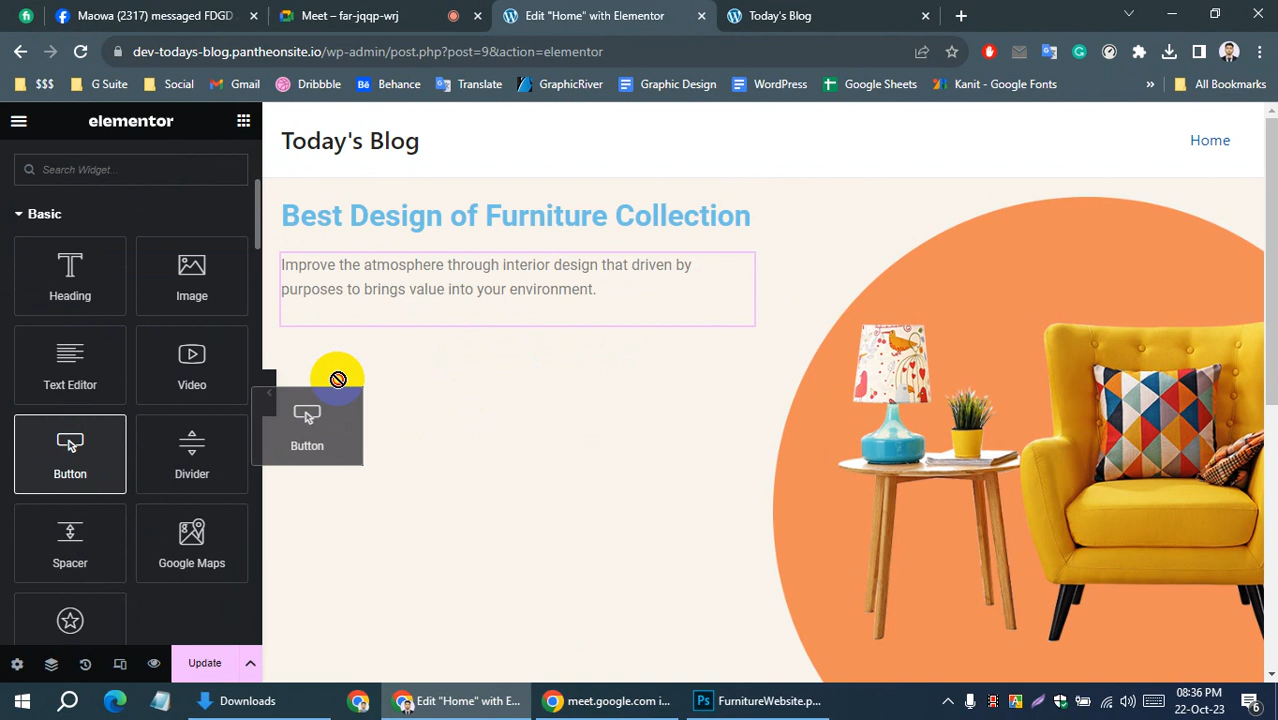 Maowa (2317) messaged FDGD
Meet – far-jqqp-wrj
Edit "Home" with Elementor
Today's Blog
dev-todays-blog.pantheonsite.io/wp-admin/post.php?post=9&action=elementor
$$$
G Suite
Social
Gmail
Dribbble
Behance
Translate
GraphicRiver
Graphic Design
WordPress
Google Sheets
Kanit - Google Fonts
»
All Bookmarks
elementor
Today's Blog
Home
Search Widget...
Basic
Best Design of Furniture Collection
Improve the atmosphere through interior design that driven by
purposes to brings value into your environment.
Heading
Image
Text Editor
Video
Button
Button
Divider
Spacer
Google Maps
Update
Downloads
Edit "Home" with E...
meet.google.com i...
FurnitureWebsite.p...
08:36 PM
22-Oct-23
6